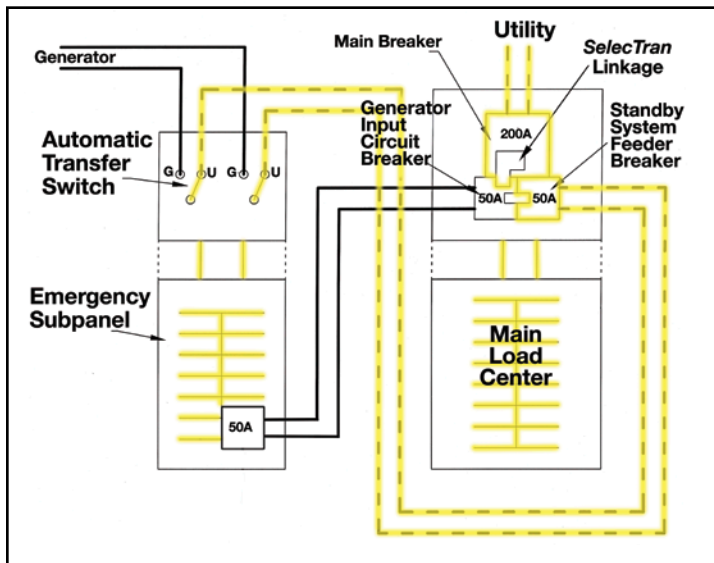 Utility
Main Breaker
SelecTran
Linkage
Generator
Automatic
Transfer
Switch
G
U
G
U
Generator
Input
Circuit
Breaker
200A
Standby
System
Feeder
Breaker
50A
50A
Emergency
Subpanel
50A
Main
Load
Center